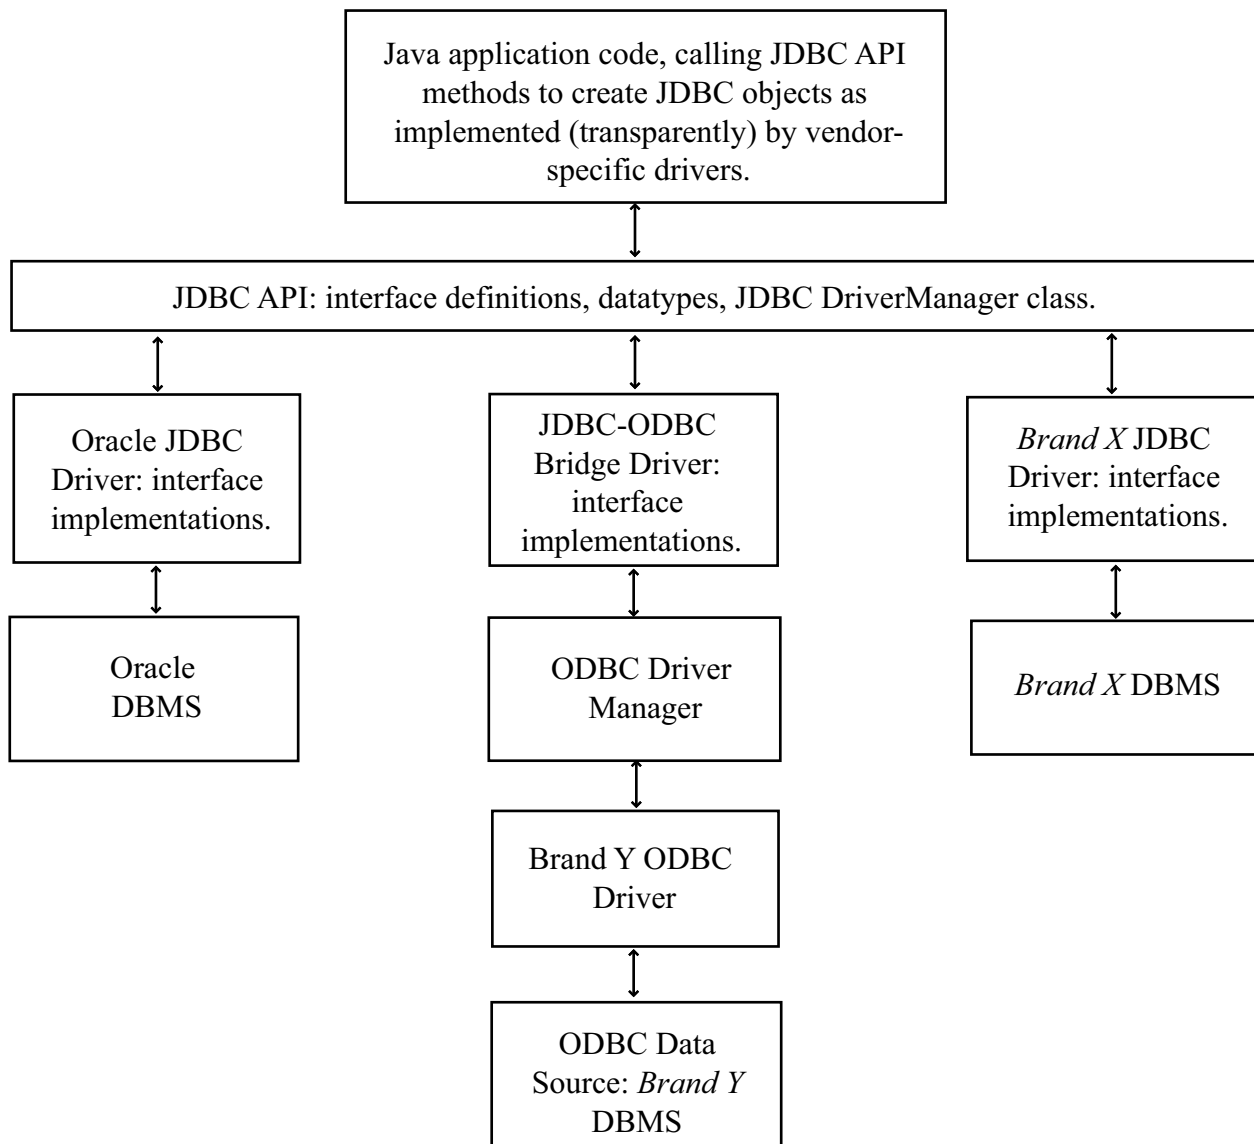 Java application code, calling JDBC API
methods to create JDBC objects as
implemented (transparently) by vendor-
specific drivers.
JDBC API: interface definitions, datatypes, JDBC DriverManager class.
Oracle JDBC
Driver: interface
implementations.
JDBC-ODBC
Bridge Driver:
interface
implementations.
Brand X JDBC
Driver: interface
implementations.
Oracle
DBMS
ODBC Driver
Manager
Brand X DBMS
Brand Y ODBC
Driver
ODBC Data
Source: Brand Y
DBMS